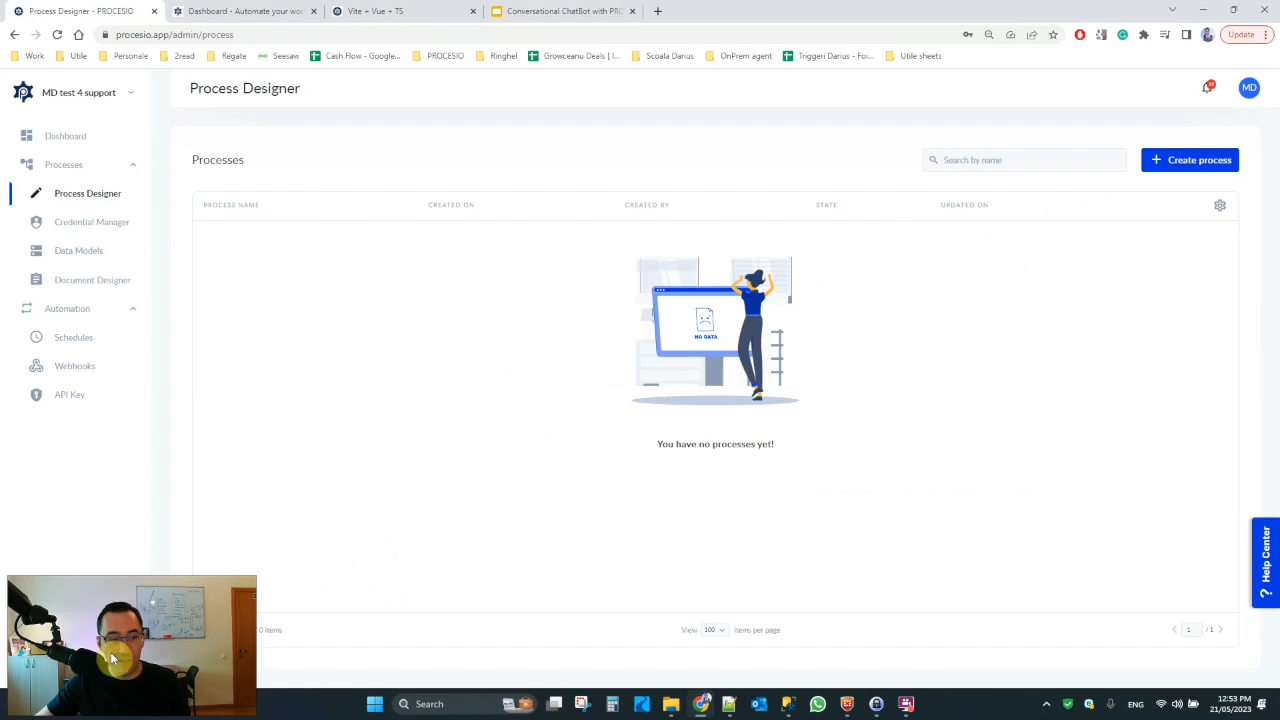 Process Designer - PROCESIO
Dashboard - Automate your wor
Vite + Vue + TS
Conversational ChatBot with PRO
procesio.app/admin/process
Update
Work
Utile
Personale
Zread
Regate
Seesaw
Cash Flow - Google...
PROCESIO
Ringhel
Growceanu Deals [...
Scoala Darius
OnPrem agent
Triggeri Darius - Foi...
Utile sheets
MD test 4 support
Process Designer
MD
Dashboard
Processes
Process Designer
Credential Manager
Data Models
Document Designer
Automation
Schedules
Webhooks
API Key
Processes
Search by name
+ Create process
PROCESS NAME
CREATED ON
CREATED BY
STATE
UPDATED ON
NO DATA
You have no processes yet!
? Help Center
0 items
View 100 items per page
1 / 1
Search
12:53 PM
21/05/2023